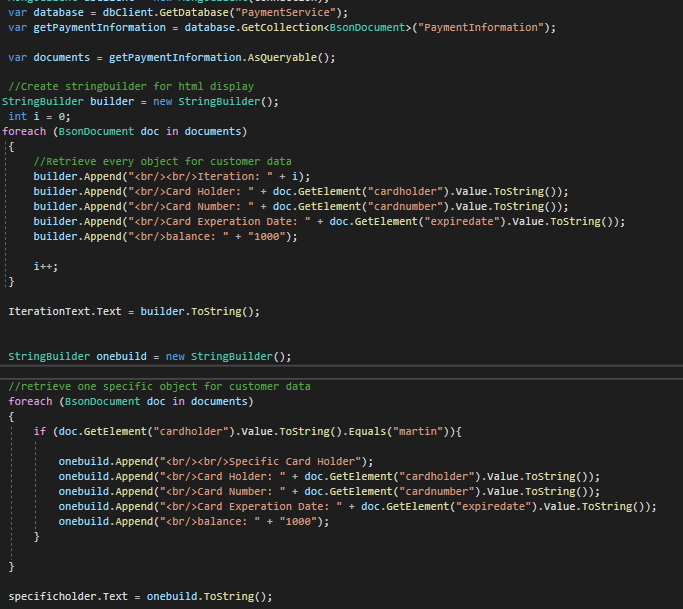 var database = dbClient.GetDatabase("PaymentService");
var getPaymentInformation = database.GetCollection<BsonDocument>("PaymentInformation");
var documents = getPaymentInformation.AsQueryable();
//Create stringbuilder for html display
StringBuilder builder = new StringBuilder();
int i = 0;
foreach (BsonDocument doc in documents)
{
//Retrieve every object for customer data
builder.Append("<br/><br/>Iteration: " + i);
builder.Append("<br/>Card Holder: " + doc.GetElement("cardholder").Value.ToString());
builder.Append("<br/>Card Number: " + doc.GetElement("cardnumber").Value.ToString());
builder.Append("<br/>Card Experation Date: " + doc.GetElement("expiredate").Value.ToString());
builder.Append("<br/>balance: " + "1000");
i++;
}
IterationText.Text = builder.ToString();
StringBuilder onebuild = new StringBuilder();
//retrieve one specific object for customer data
foreach (BsonDocument doc in documents)
{
if (doc.GetElement("cardholder").Value.ToString().Equals("martin")){
onebuild.Append("<br/><br/>Specific Card Holder");
onebuild.Append("<br/>Card Holder: " + doc.GetElement("cardholder").Value.ToString());
onebuild.Append("<br/>Card Number: " + doc.GetElement("cardnumber").Value.ToString());
onebuild.Append("<br/>Card Experation Date: " + doc.GetElement("expiredate").Value.ToString());
onebuild.Append("<br/>balance: " + "1000");
}
}
specificholder.Text = onebuild.ToString();